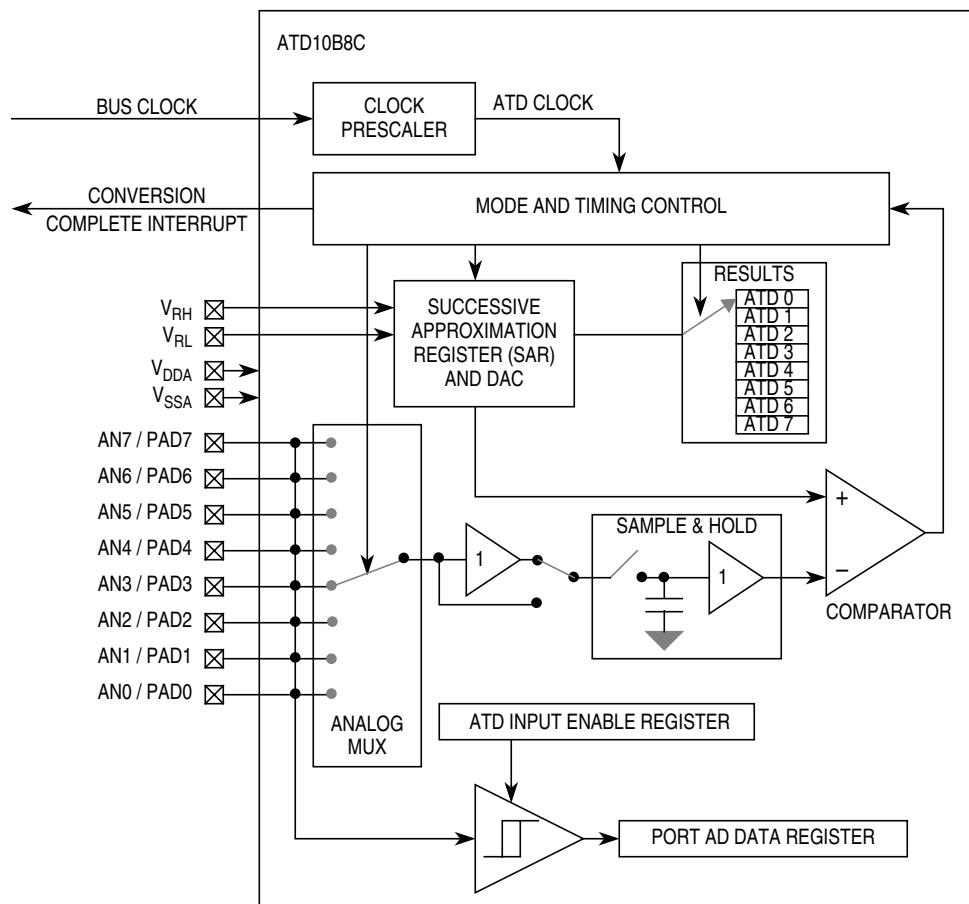 ATD10B8C
BUS CLOCK
CLOCK
PRESCALER
ATD CLOCK
CONVERSION
COMPLETE INTERRUPT
MODE AND TIMING CONTROL
RESULTS
ATD 0
ATD 1
ATD 2
ATD 3
ATD 4
ATD 5
ATD 6
ATD 7
SUCCESSIVE
APPROXIMATION
REGISTER (SAR)
AND DAC
VRH
VRL
VDDA
VSSA
AN7 / PAD7
AN6 / PAD6
AN5 / PAD5
AN4 / PAD4
AN3 / PAD3
AN2 / PAD2
AN1 / PAD1
AN0 / PAD0
ANALOG
MUX
1
SAMPLE & HOLD
1
+
–
COMPARATOR
ATD INPUT ENABLE REGISTER
PORT AD DATA REGISTER